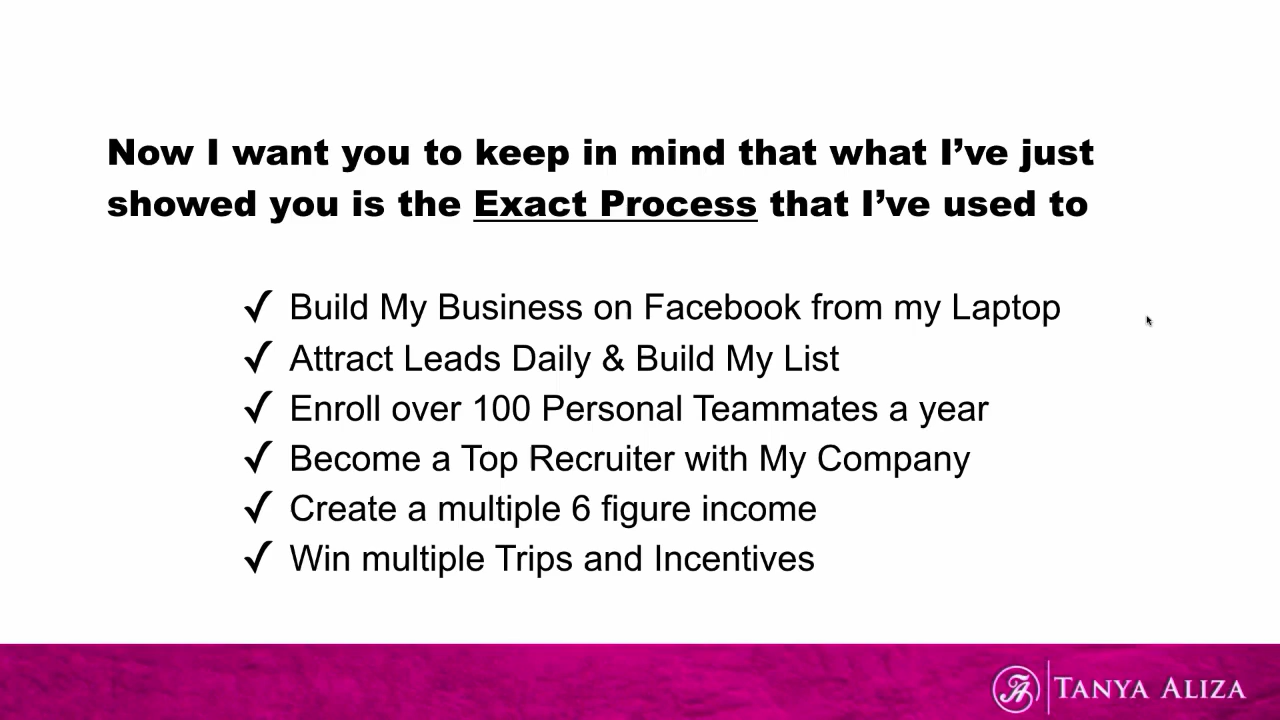 Now I want you to keep in mind that what I’ve just
showed you is the Exact Process that I’ve used to
✓ Build My Business on Facebook from my Laptop
✓ Attract Leads Daily & Build My List
✓ Enroll over 100 Personal Teammates a year
✓ Become a Top Recruiter with My Company
✓ Create a multiple 6 figure income
✓ Win multiple Trips and Incentives
TA TANYA ALIZA